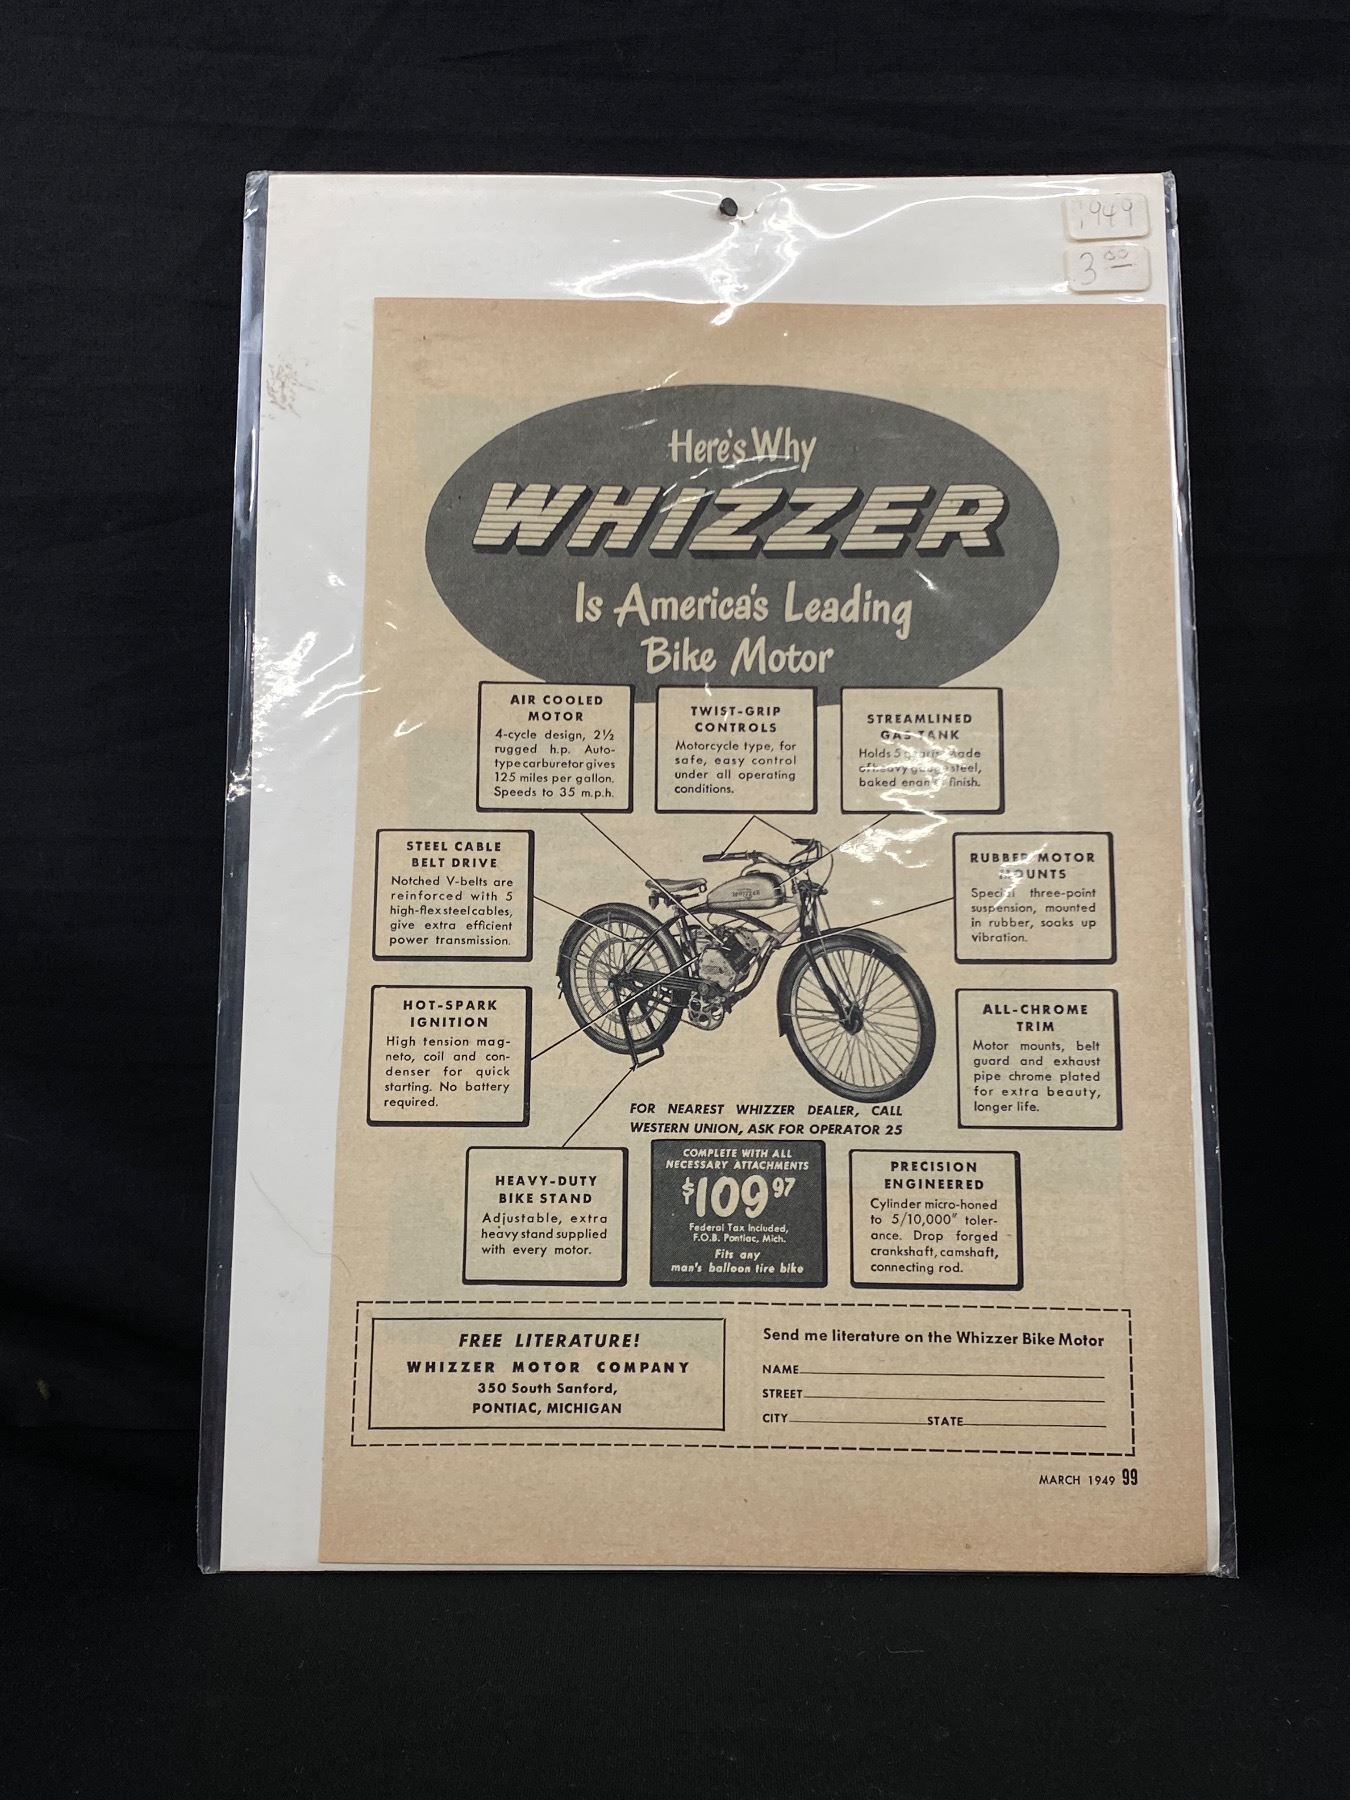 1949
3.00
Here's Why
WHIZZER
Is America's Leading
Bike Motor
AIR COOLED
MOTOR
4-cycle design, 2½
rugged h.p. Auto-
type carburetor gives
125 miles per gallon.
Speeds to 35 m.p.h.
TWIST-GRIP
CONTROLS
Motorcycle type, for
safe, easy control
under all operating
conditions.
STREAMLINED
GAS TANK
Holds 5 quarts. Made
of heavy gauge steel,
baked enamel finish.
STEEL CABLE
BELT DRIVE
Notched V-belts are
reinforced with 5
high-flex steel cables,
give extra efficient
power transmission.
WHIZZER
RUBBER MOTOR
MOUNTS
Special three-point
suspension, mounted
in rubber, soaks up
vibration.
HOT-SPARK
IGNITION
High tension mag-
neto, coil and con-
denser for quick
starting. No battery
required.
ALL-CHROME
TRIM
Motor mounts, belt
guard and exhaust
pipe chrome plated
for extra beauty,
longer life.
FOR NEAREST WHIZZER DEALER, CALL
WESTERN UNION, ASK FOR OPERATOR 25
HEAVY-DUTY
BIKE STAND
Adjustable, extra
heavy stand supplied
with every motor.
COMPLETE WITH ALL
NECESSARY ATTACHMENTS
$109.97
Federal Tax Included,
F.O.B. Pontiac, Mich.
Fits any
man's balloon tire bike
PRECISION
ENGINEERED
Cylinder micro-honed
to 5/10,000" toler-
ance. Drop forged
crankshaft, camshaft,
connecting rod.
FREE LITERATURE!
WHIZZER MOTOR COMPANY
350 South Sanford,
PONTIAC, MICHIGAN
Send me literature on the Whizzer Bike Motor
NAME
STREET
CITY STATE
MARCH 1949 99